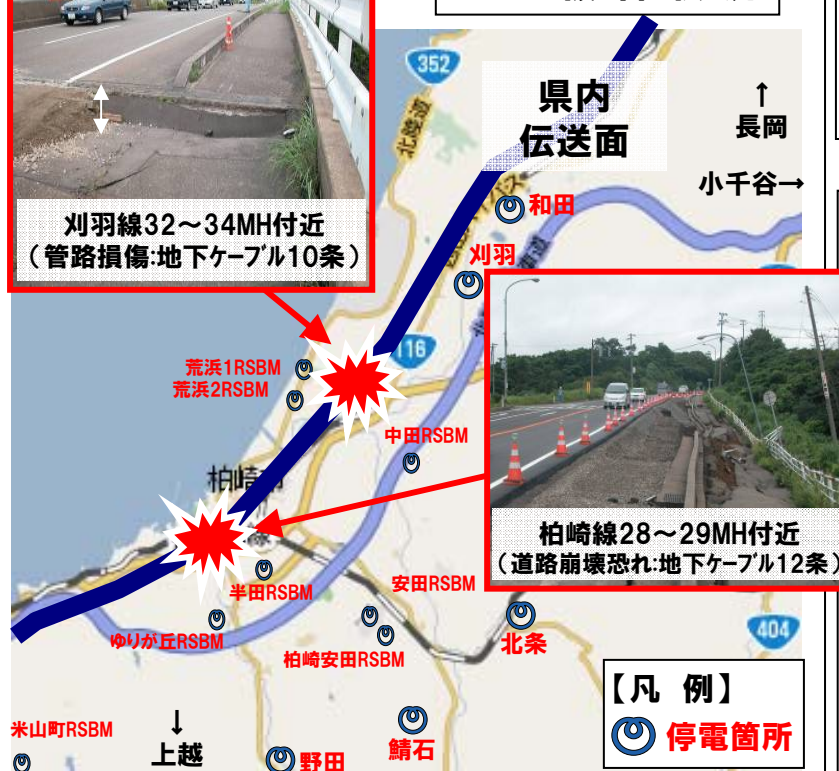 352
県内
伝送面
↑
長岡
小千谷→
刈羽線32～34MH付近
（管路損傷:地下ケーブル10条）
和田
刈羽
116
荒浜1RSBM
荒浜2RSBM
中田RSBM
柏崎
柏崎線28～29MH付近
（道路崩壊恐れ:地下ケーブル12条）
半田RSBM
安田RSBM
ゆりが丘RSBM
柏崎安田RSBM
北条
404
米山町RSBM
↓
上越
野田
鯖石
【凡 例】
停電箇所